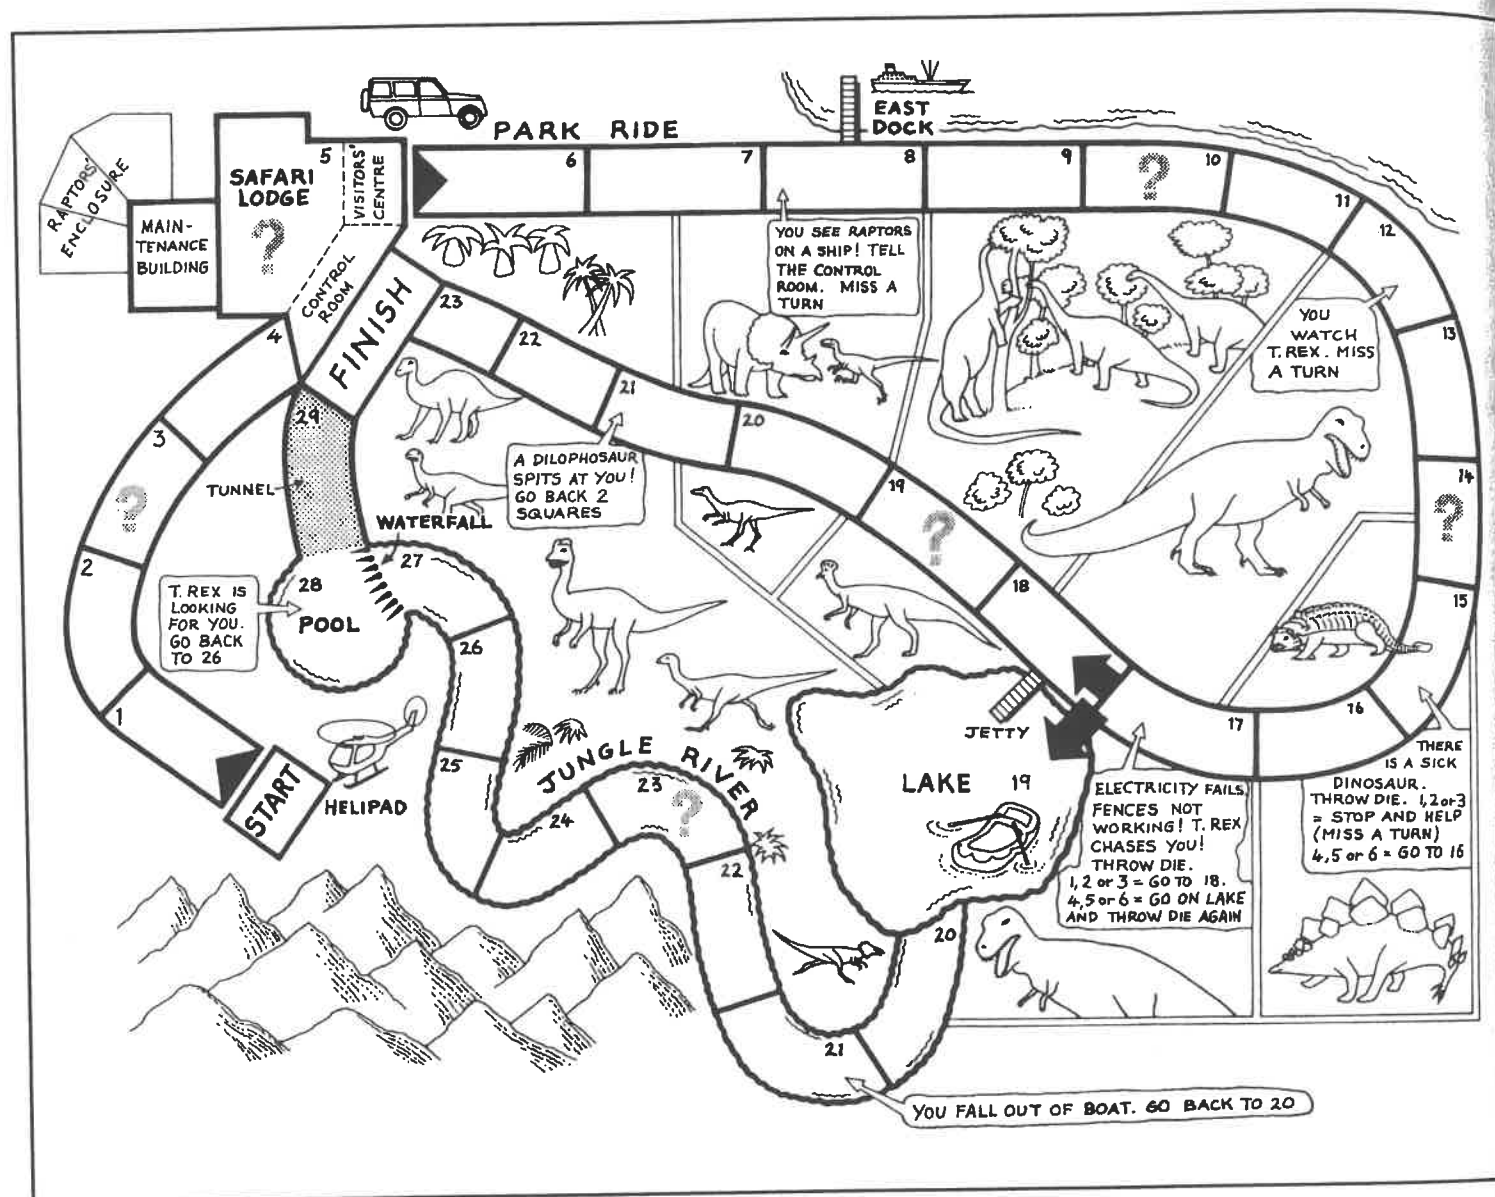 PARK RIDE
EAST
DOCK
RAPTORS'
ENCLOSURE
MAIN-
TENANCE
BUILDING
SAFARI
LODGE
?
5
VISITORS'
CENTRE
CONTROL
ROOM
FINISH
6
7
8
9
?
10
11
12
13
14
?
15
16
17
18
?
19
20
21
22
23
YOU SEE RAPTORS
ON A SHIP! TELL
THE CONTROL
ROOM. MISS A
TURN
YOU
WATCH
T.REX. MISS
A TURN
A DILOPHOSAUR
SPITS AT YOU!
GO BACK 2
SQUARES
4
3
?
2
1
START
HELIPAD
29
TUNNEL
WATERFALL
28
POOL
27
T. REX IS
LOOKING
FOR YOU.
GO BACK
TO 26
26
25
24
23
?
22
JUNGLE RIVER
21
20
JETTY
LAKE 19
ELECTRICITY FAILS,
FENCES NOT
WORKING! T. REX
CHASES YOU!
THROW DIE.
1, 2 or 3 = GO TO 18.
4, 5 or 6 = GO ON LAKE
AND THROW DIE AGAIN
THERE
IS A SICK
DINOSAUR.
THROW DIE. 1, 2 or 3
= STOP AND HELP
(MISS A TURN)
4, 5 or 6 = GO TO 16
YOU FALL OUT OF BOAT. GO BACK TO 20